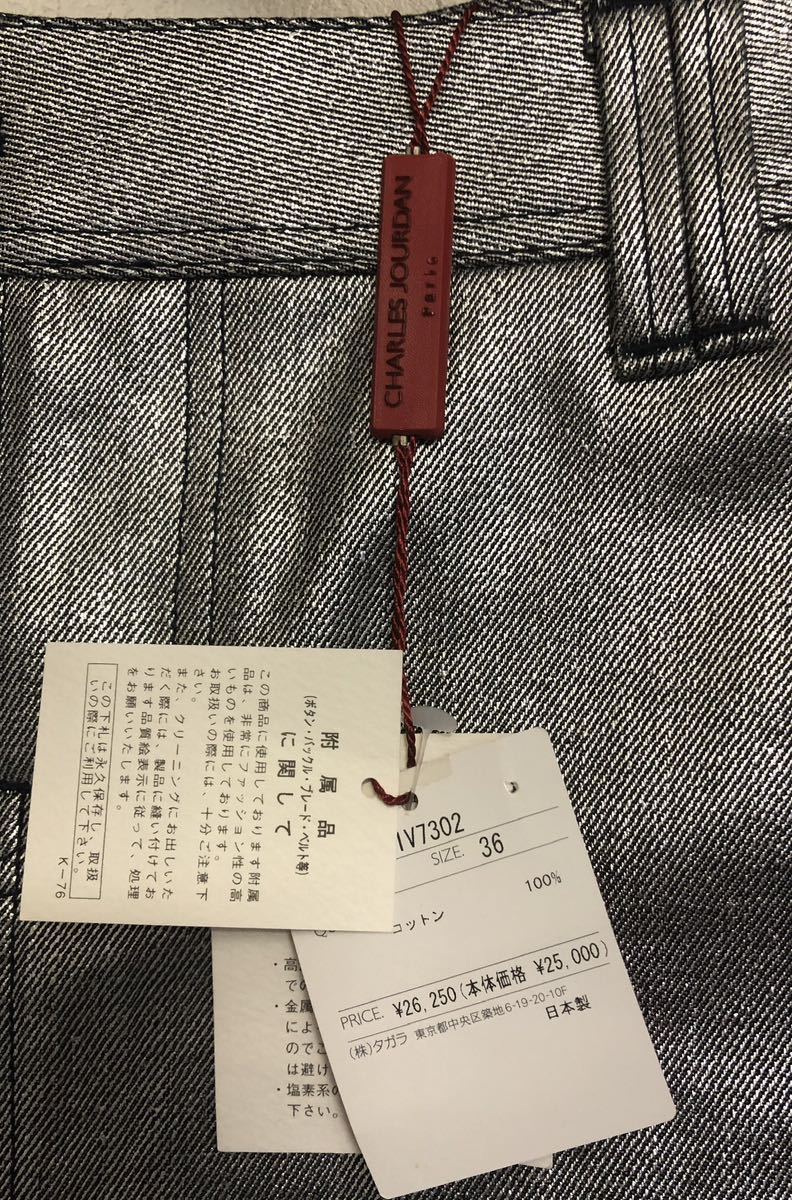 CHARLES JOURDAN
Paris
附属品
に関して
(ボタン・バックル・ブレード・ベルト等)
この商品に使用しております附属
品は、非常にファッション性の高
いものを使用しております。
お取扱いの際には、十分ご注意下
さい。
また、クリーニングにお出しいた
だく際には、製品に縫い付けてお
ります品質絵表示に従って、処理
をお願いいたします。
この下札は永久保存し、取扱
いの際にご利用して下さい。
K－76
1V7302
SIZE. 36
100%
コットン
PRICE. ¥26,250(本体価格 ¥25,000)
(株)タガラ 東京都中央区築地6-19-20-10F
日本製
・高
での
・金属
によ
のでこ
は避け
・塩素系の
下さい。